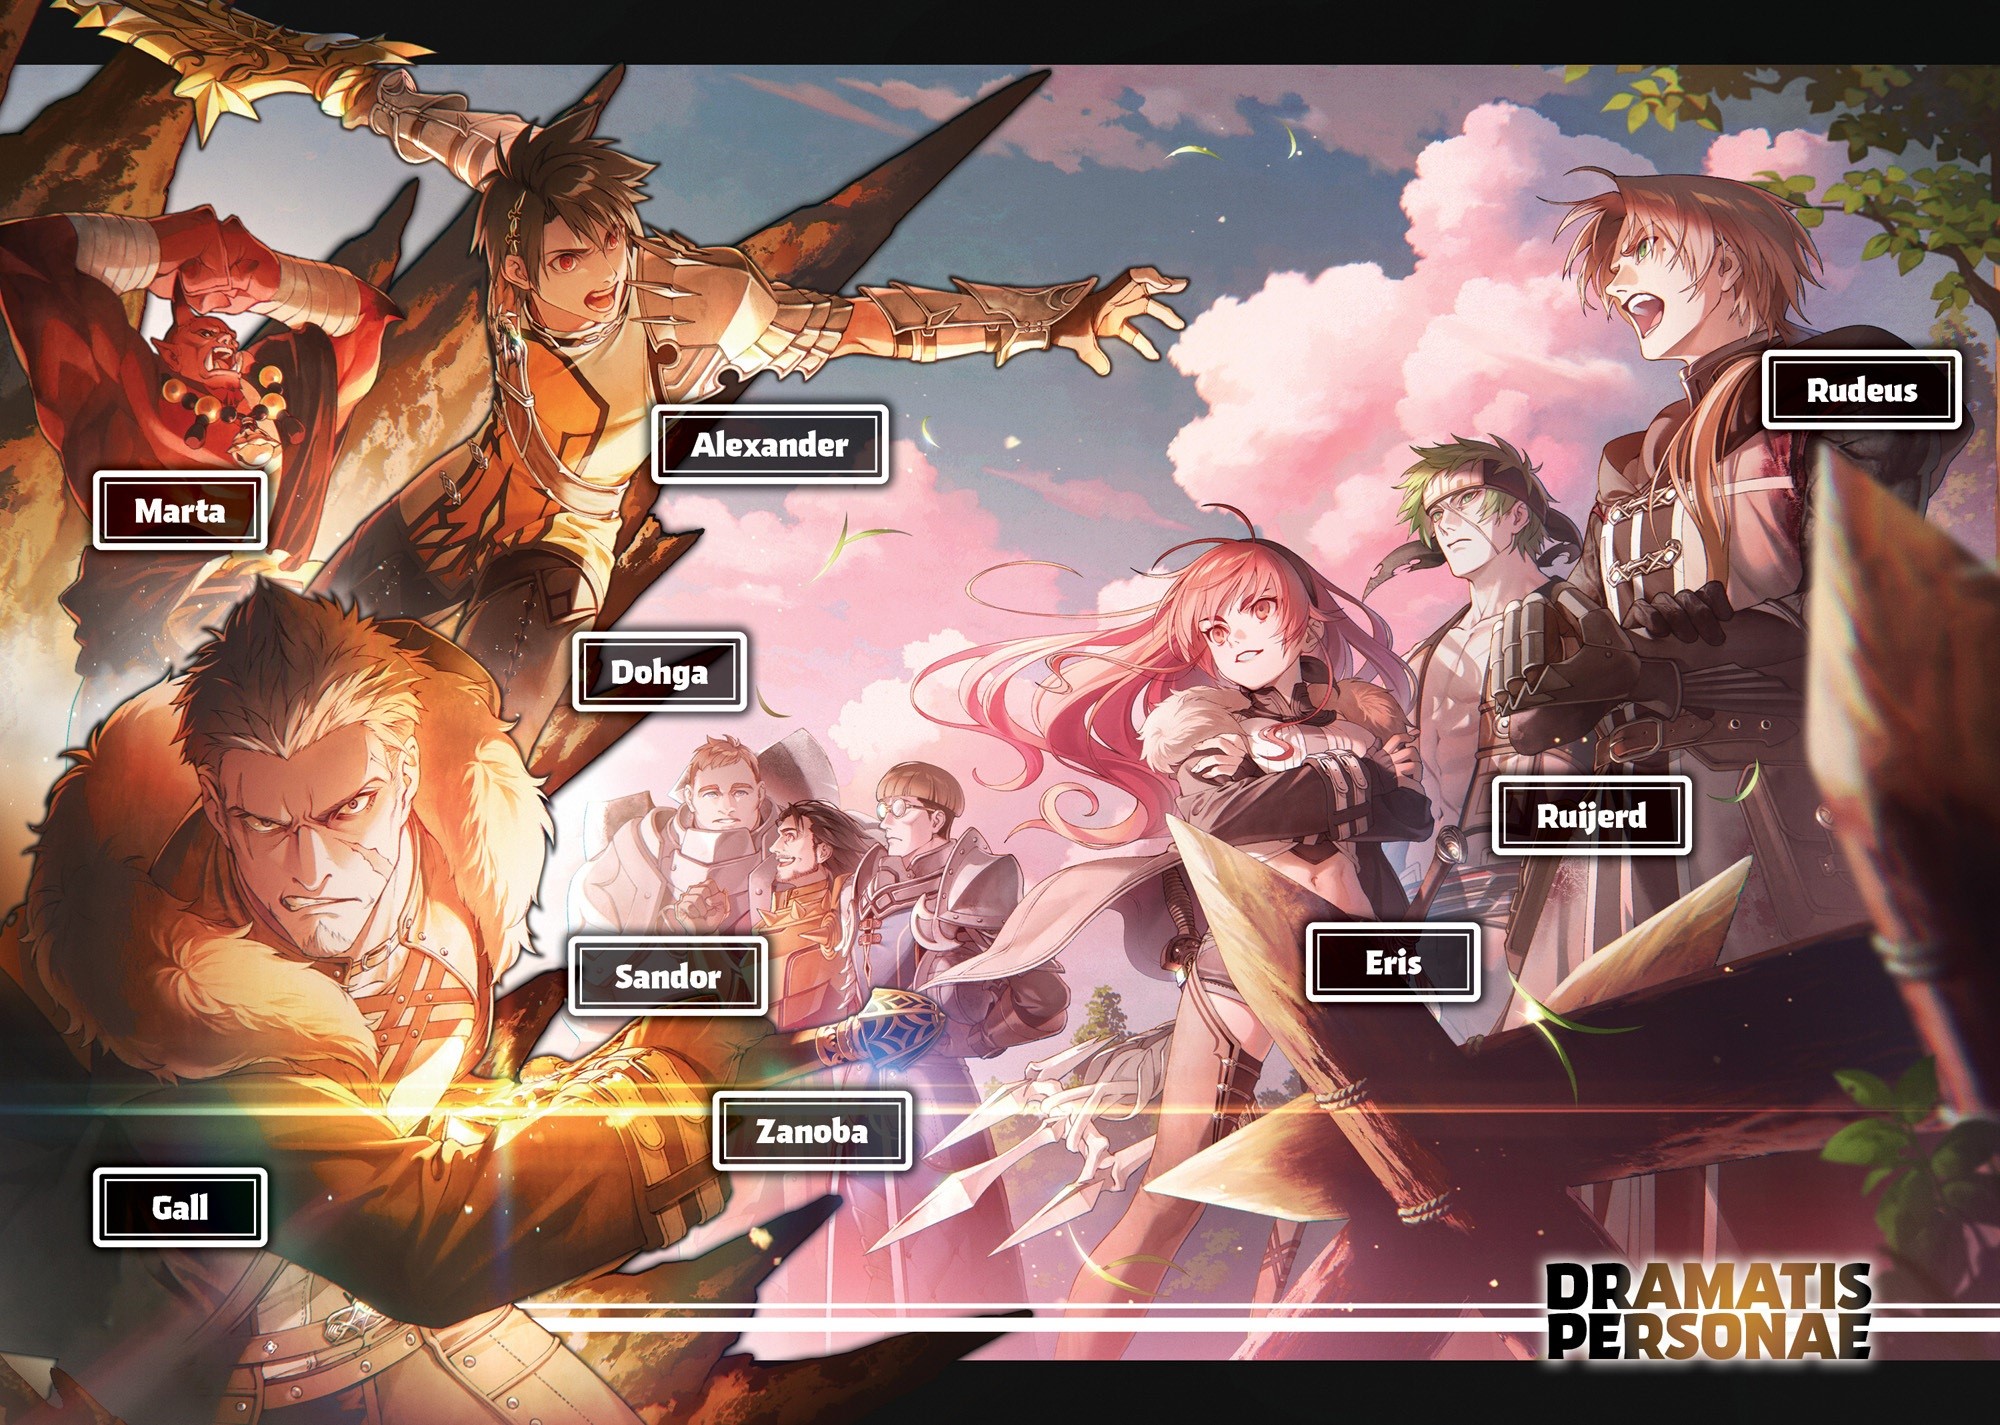 Rudeus
Alexander
Marta
Dohga
Ruijerd
Eris
Sandor
Zanoba
Gall
DRAMATIS
PERSONAE